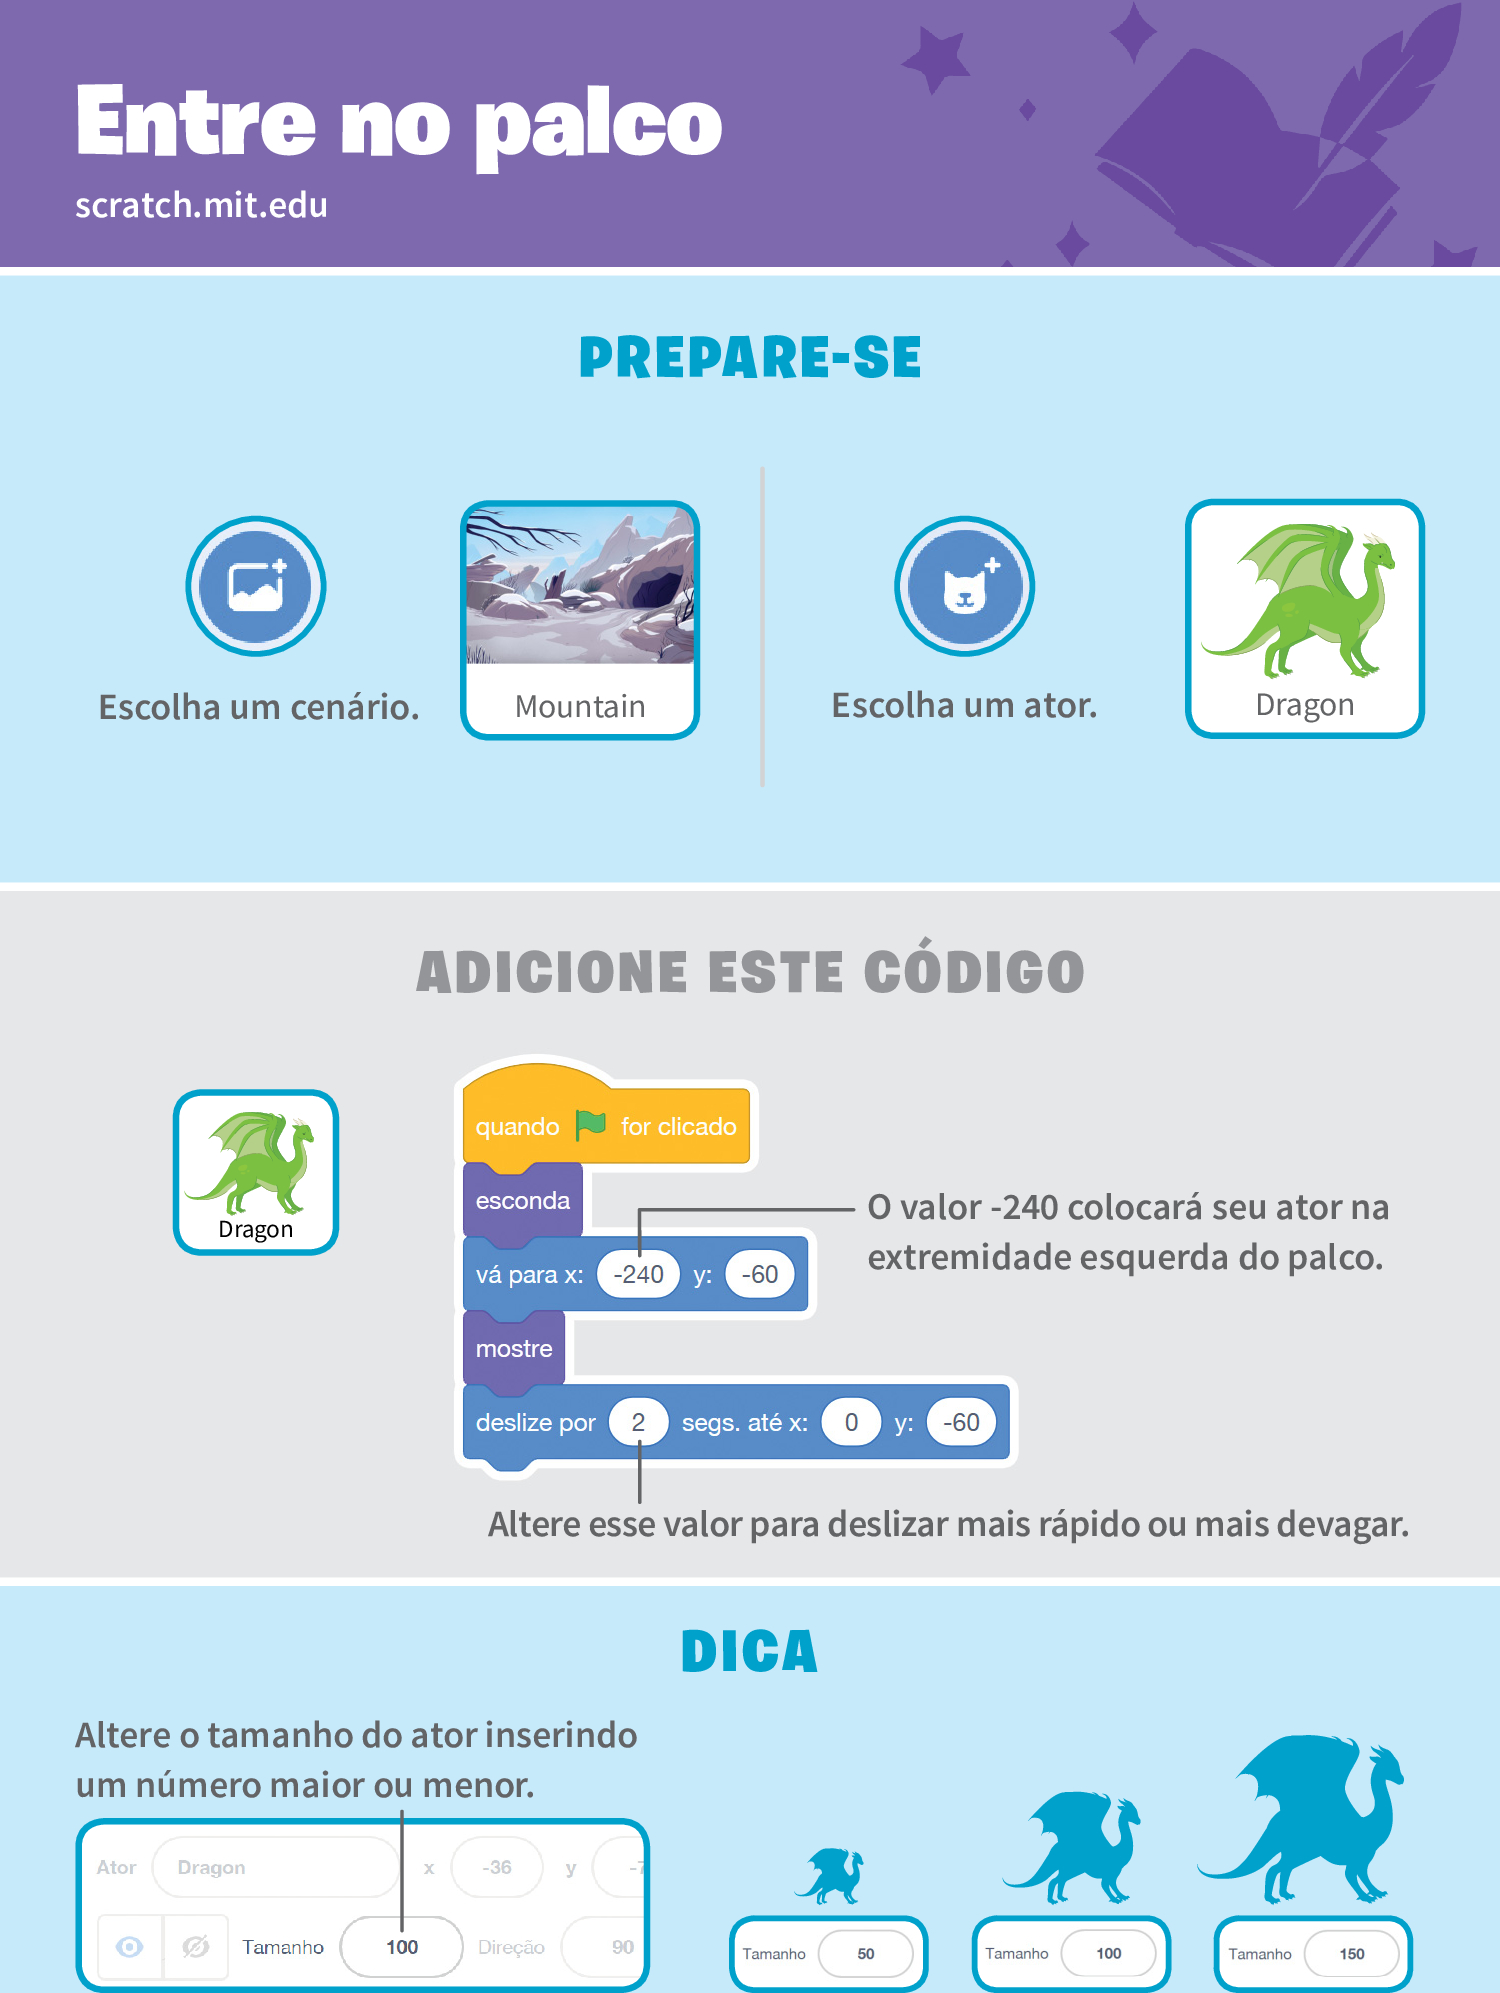 Entre no palco
scratch.mit.edu
PREPARE-SE
Escolha um cenário.
Mountain
Escolha um ator.
Dragon
ADICIONE ESTE CÓDIGO
Dragon
quando for clicado
esconda
vá para x: -240 y: -60
mostre
deslize por 2 segs. até x: 0 y: -60
O valor -240 colocará seu ator na
extremidade esquerda do palco.
Altere esse valor para deslizar mais rápido ou mais devagar.
DICA
Altere o tamanho do ator inserindo
um número maior ou menor.
Ator Dragon x -36 y
Tamanho 100 Direção 90
Tamanho 50
Tamanho 100
Tamanho 150